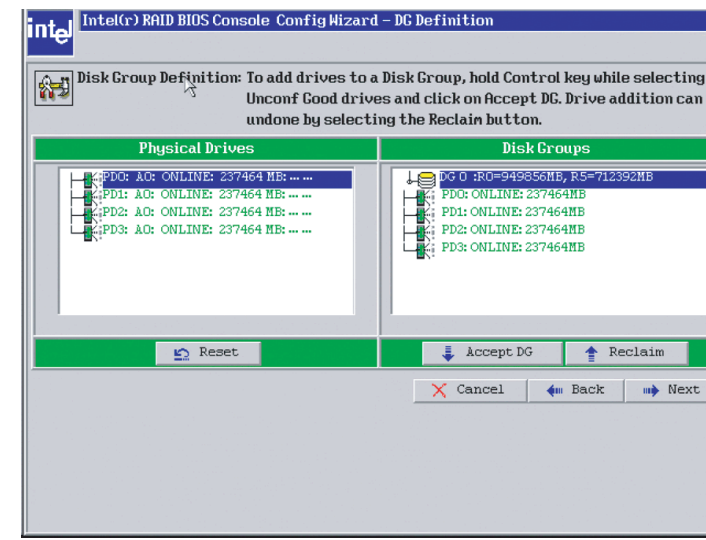 intel
Intel(r) RAID BIOS Console Config Wizard – DG Definition
Disk Group Definition: To add drives to a Disk Group, hold Control key while selecting
Unconf Good drives and click on Accept DG. Drive addition can
undone by selecting the Reclaim button.
Physical Drives
PD0: A0: ONLINE: 237464 MB: ... ...
PD1: A0: ONLINE: 237464 MB: ... ...
PD2: A0: ONLINE: 237464 MB: ... ...
PD3: A0: ONLINE: 237464 MB: ... ...
Reset
Disk Groups
DG 0 :R0=949856MB, R5=712392MB
PD0: ONLINE: 237464MB
PD1: ONLINE: 237464MB
PD2: ONLINE: 237464MB
PD3: ONLINE: 237464MB
Accept DG
Reclaim
Cancel
Back
Next